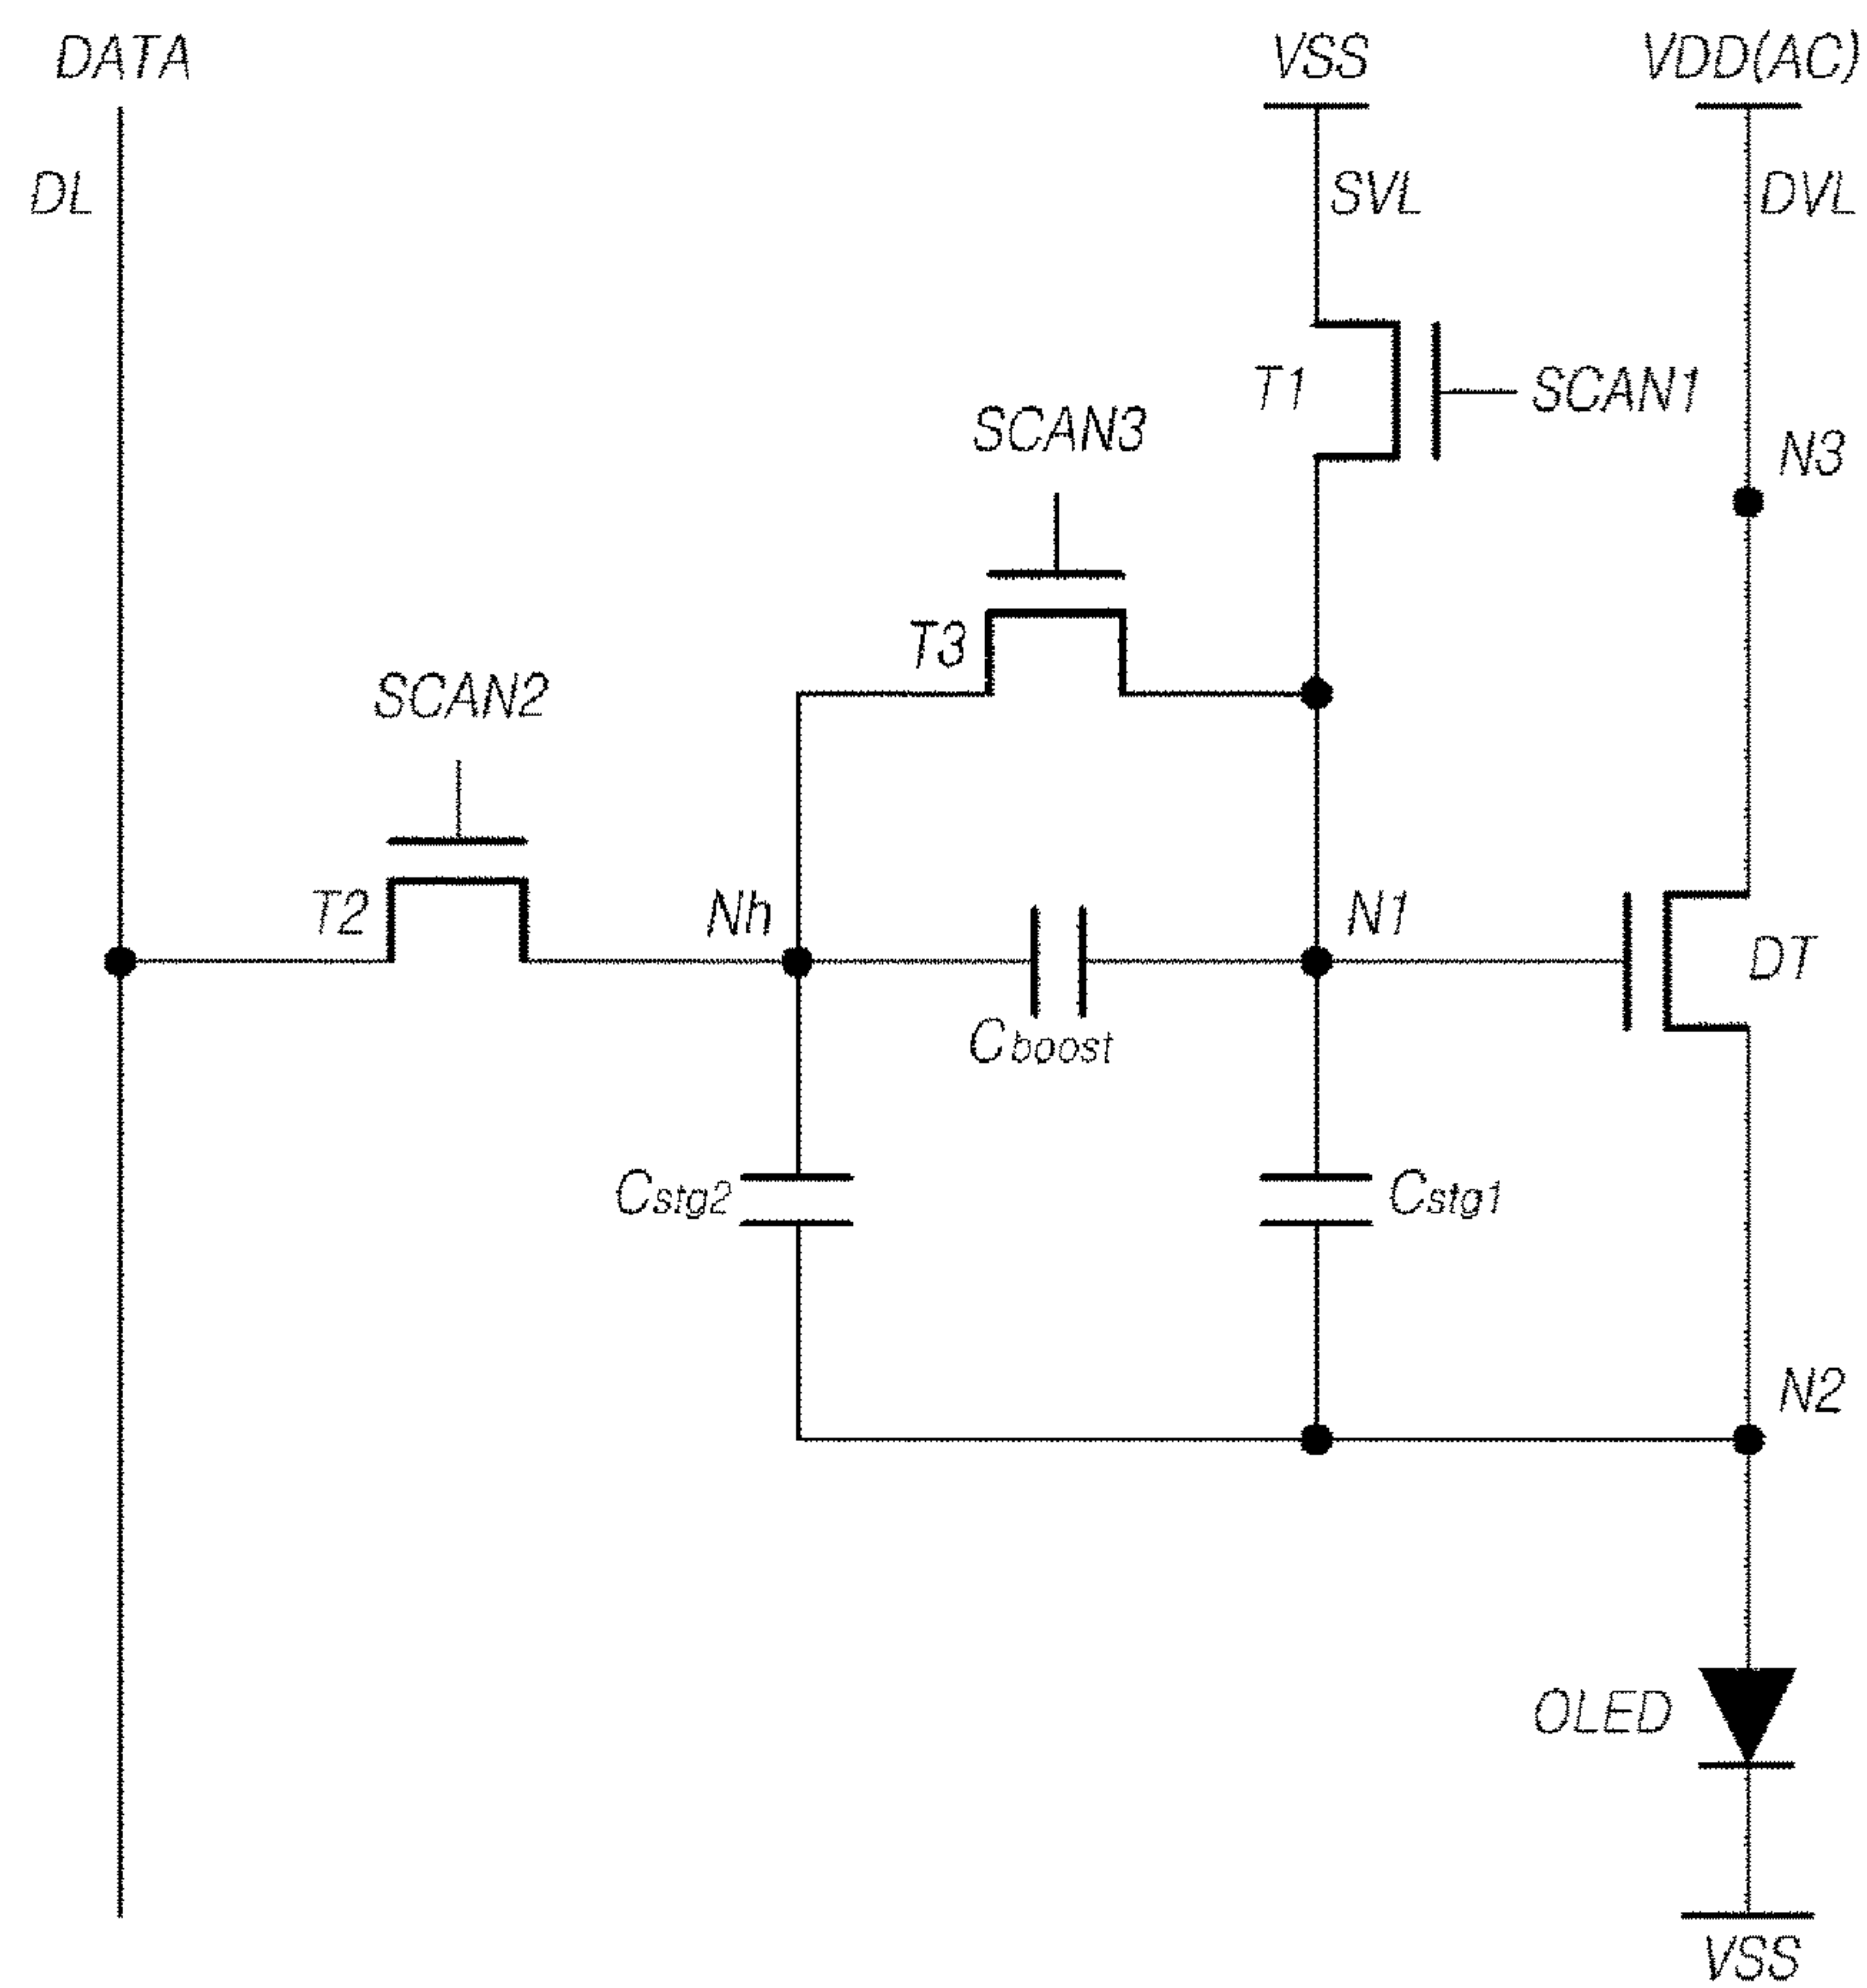 DATA
VSS
VDD(AC)
DL
SVL
DVL
T1
SCAN1
SCAN3
N3
T3
SCAN2
T2
Nh
N1
DT
Cboost
Cstg2
Cstg1
N2
OLED
VSS